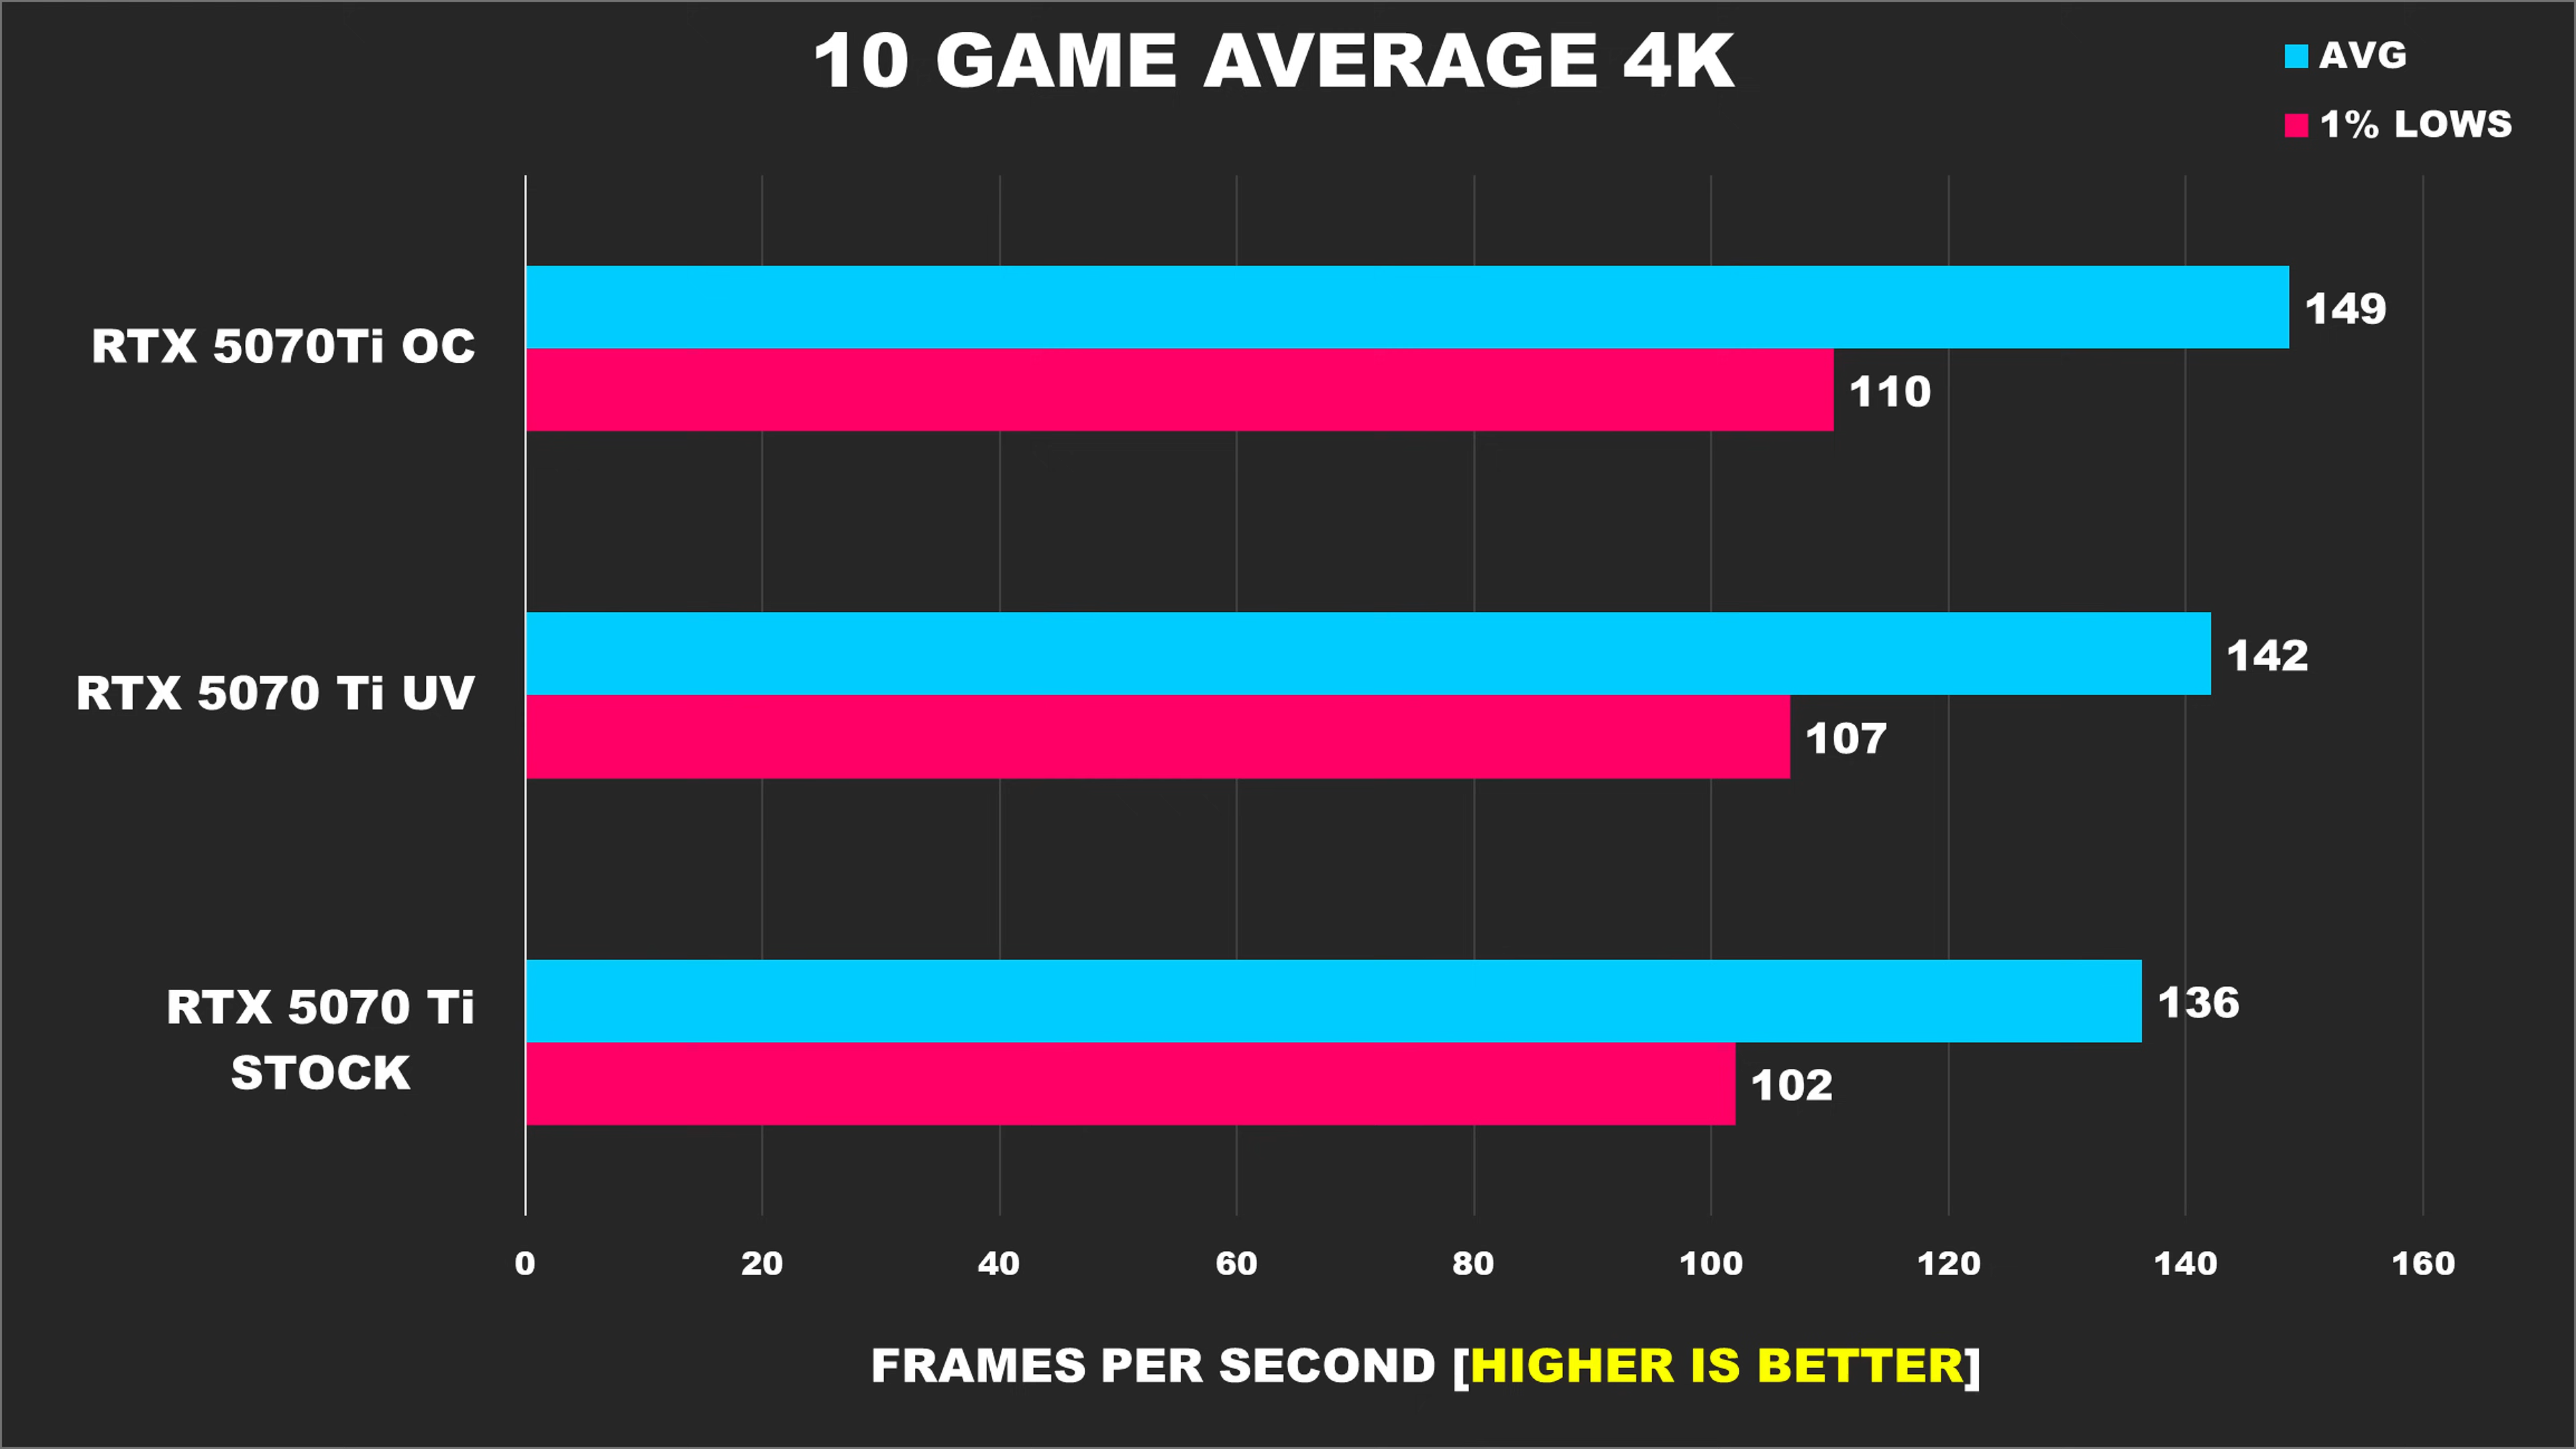 10 GAME AVERAGE 4K
AVG
1% LOWS
RTX 5070Ti OC
149
110
RTX 5070 Ti UV
142
107
RTX 5070 Ti
STOCK
136
102
0 20 40 60 80 100 120 140 160
FRAMES PER SECOND [HIGHER IS BETTER]